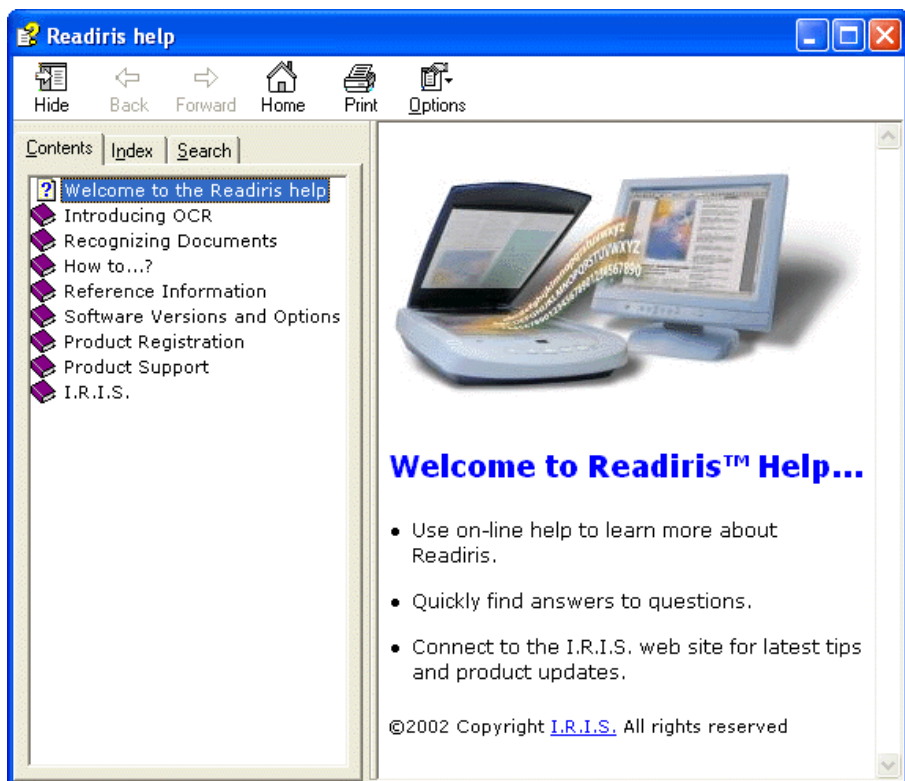 Readiris help
Hide Back Forward Home Print Options
Contents Index Search
Welcome to the Readiris help
Introducing OCR
Recognizing Documents
How to...?
Reference Information
Software Versions and Options
Product Registration
Product Support
I.R.I.S.
Welcome to Readiris™ Help...
• Use on-line help to learn more about
Readiris.
• Quickly find answers to questions.
• Connect to the I.R.I.S. web site for latest tips
and product updates.
©2002 Copyright I.R.I.S. All rights reserved